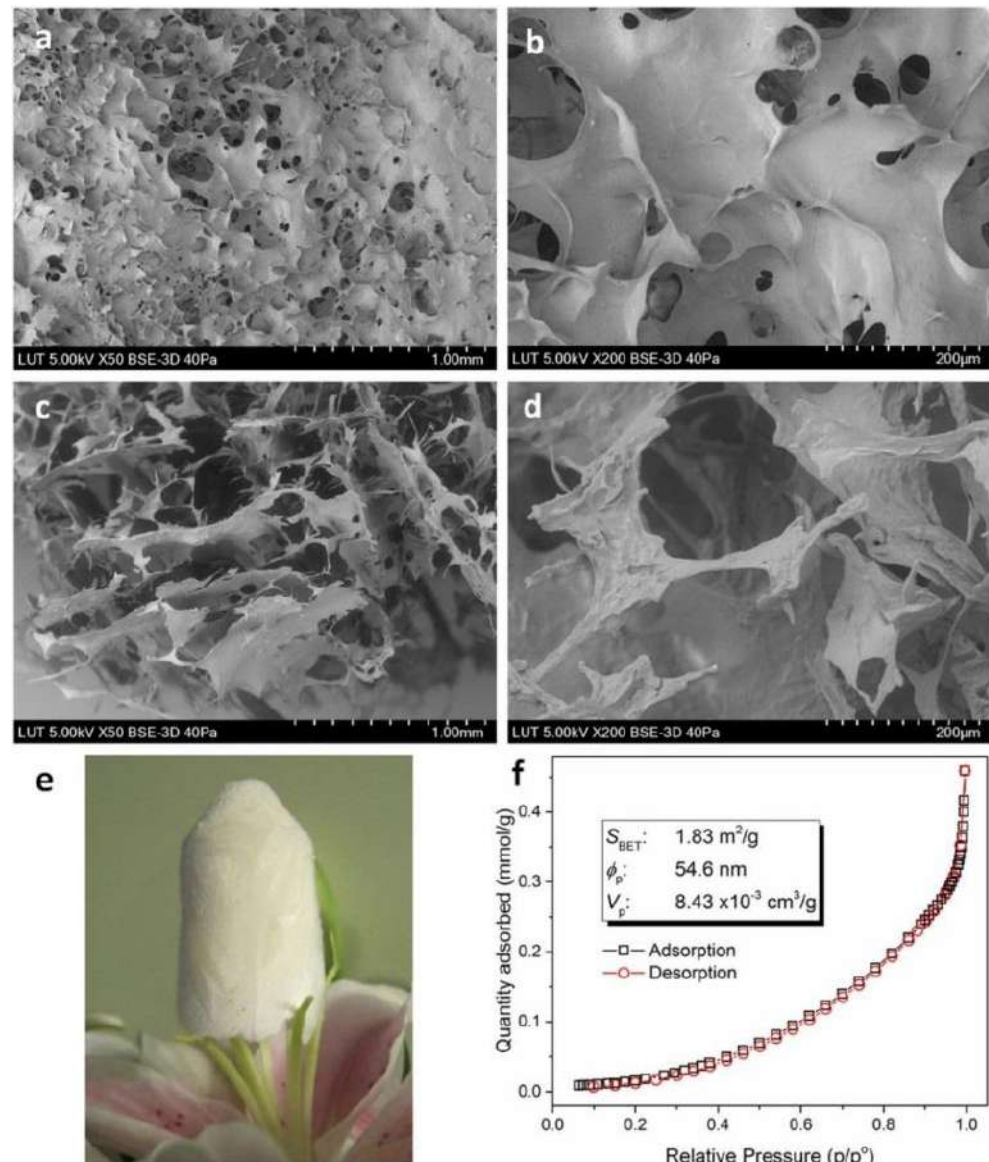 a
b
LUT 5.00kV X50 BSE-3D 40Pa 1.00mm
LUT 5.00kV X200 BSE-3D 40Pa 200μm
c
d
LUT 5.00kV X50 BSE-3D 40Pa 1.00mm
LUT 5.00kV X200 BSE-3D 40Pa 200μm
e
f
Quantity adsorbed (mmol/g)
0.4
0.3
0.2
0.1
0.0
S_BET: 1.83 m²/g
ϕ_p: 54.6 nm
V_p: 8.43 x10⁻³ cm³/g
Adsorption
Desorption
0.0 0.2 0.4 0.6 0.8 1.0
Relative Pressure (p/p°)